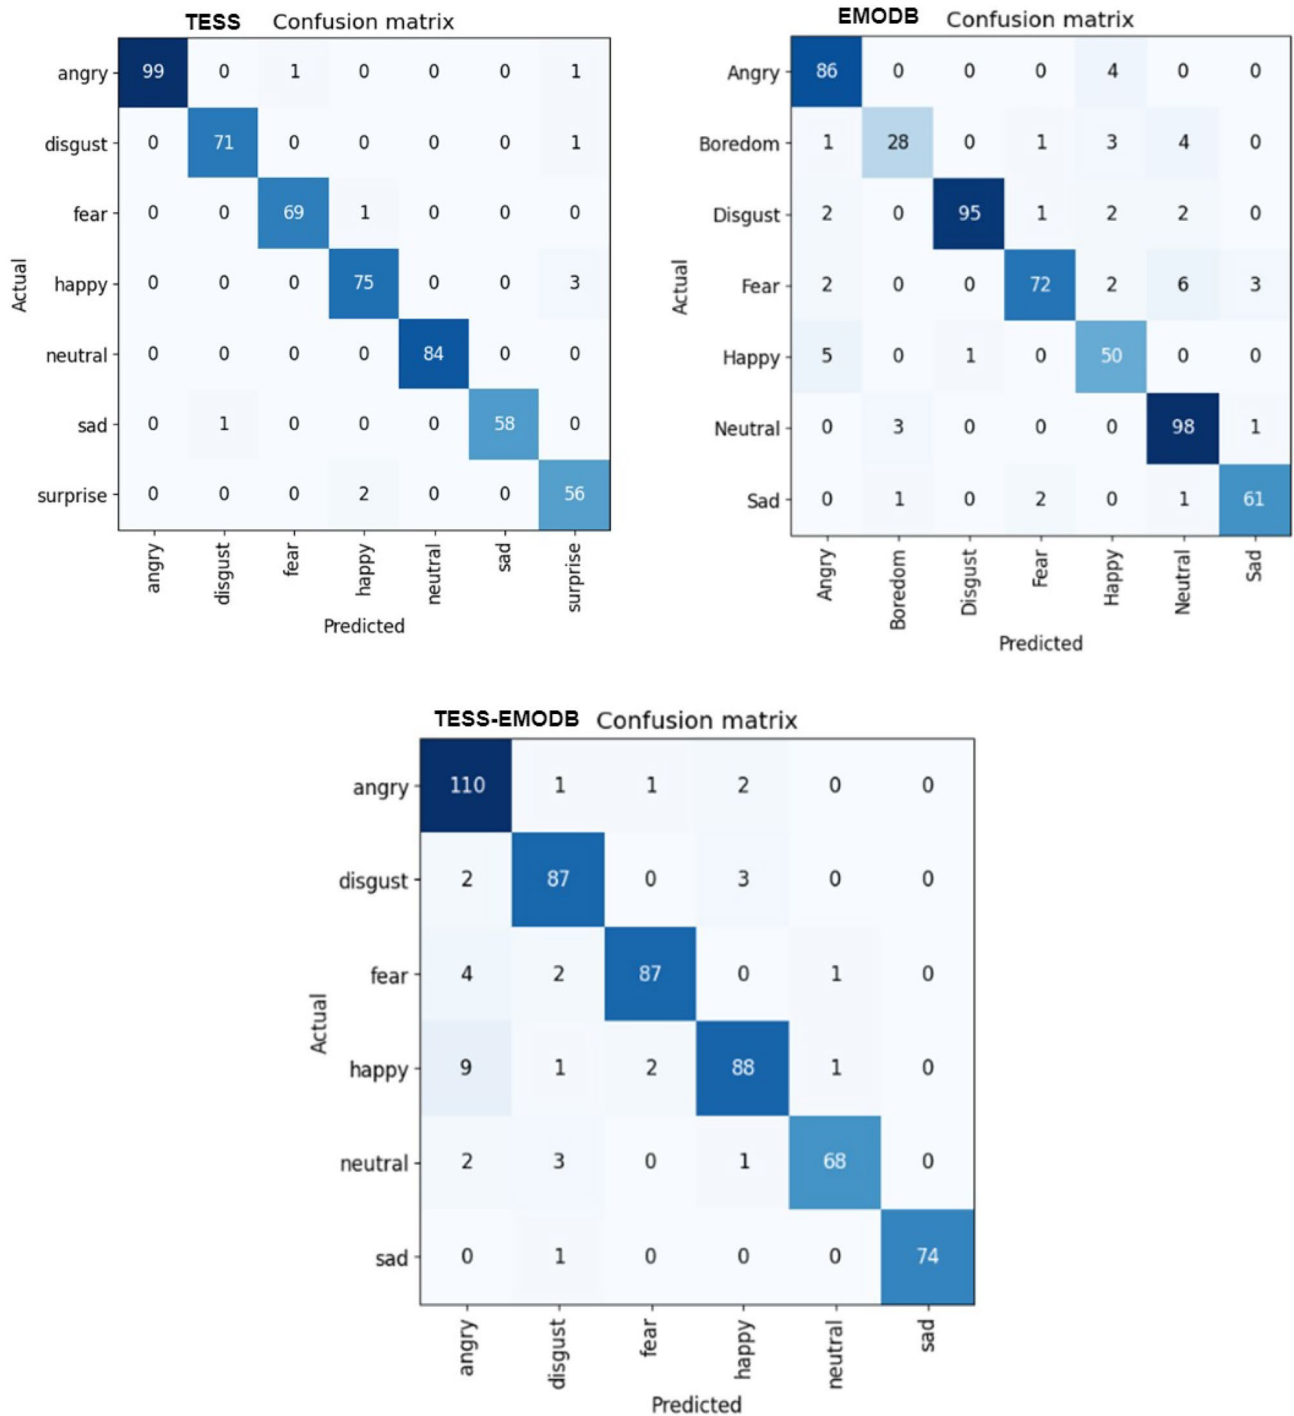 TESS Confusion matrix
angry 99 0 1 0 0 0 1
disgust 0 71 0 0 0 0 1
fear 0 0 69 1 0 0 0
happy 0 0 0 75 0 0 3
neutral 0 0 0 0 84 0 0
sad 0 1 0 0 0 58 0
surprise 0 0 0 2 0 0 56
Actual
angry disgust fear happy neutral sad surprise
Predicted
EMODB Confusion matrix
Angry 86 0 0 0 4 0 0
Boredom 1 28 0 1 3 4 0
Disgust 2 0 95 1 2 2 0
Fear 2 0 0 72 2 6 3
Happy 5 0 1 0 50 0 0
Neutral 0 3 0 0 0 98 1
Sad 0 1 0 2 0 1 61
Actual
Angry Boredom Disgust Fear Happy Neutral Sad
Predicted
TESS-EMODB Confusion matrix
angry 110 1 1 2 0 0
disgust 2 87 0 3 0 0
fear 4 2 87 0 1 0
happy 9 1 2 88 1 0
neutral 2 3 0 1 68 0
sad 0 1 0 0 0 74
Actual
angry disgust fear happy neutral sad
Predicted